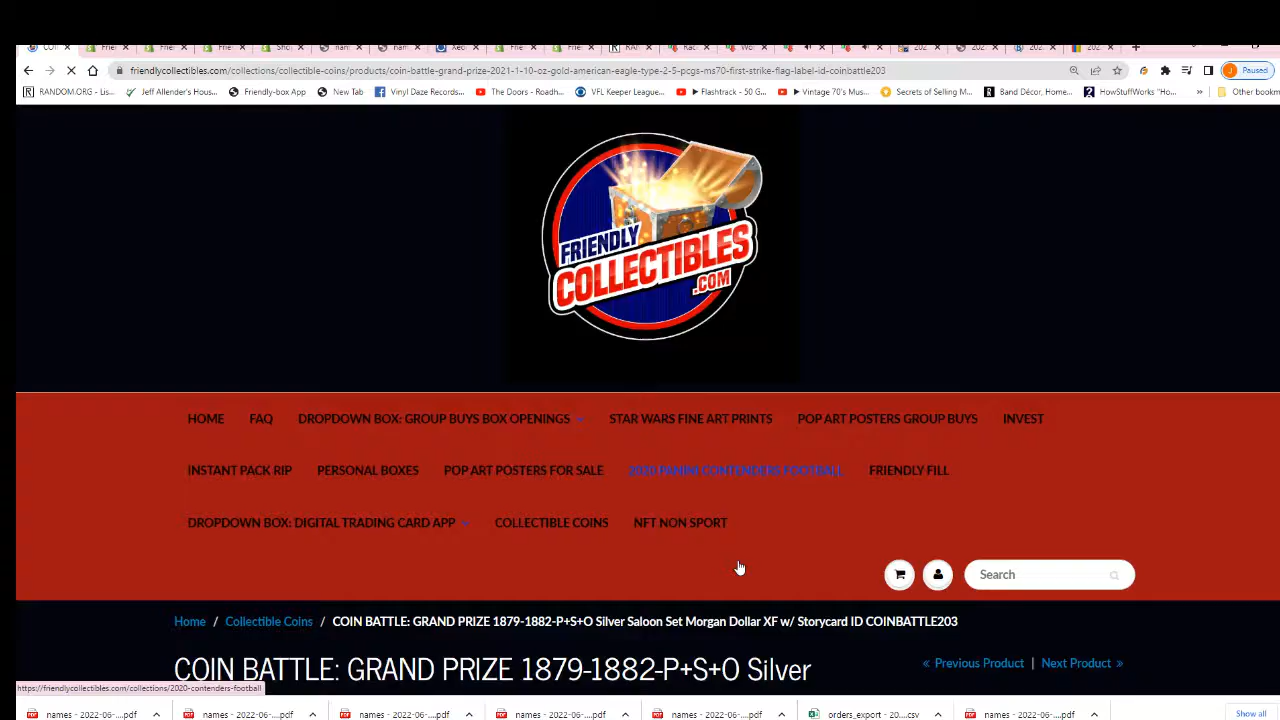 friendlycollectibles.com/collections/collectible-coins/products/coin-battle-grand-prize-2021-1-10-oz-gold-american-eagle-type-2-5-pcgs-ms70-first-strike-flag-label-id-coinbattle203
Paused
RANDOM.ORG - Lis... Jeff Allender's Hous... Friendly-box App New Tab Vinyl Daze Records... The Doors - Roadh... VFL Keeper League... Flashtrack - 50 G... Vintage 70's Mus... Secrets of Selling M... Band Décor, Home... HowStuffWorks "Ho... » Other bookm
FRIENDLY
COLLECTIBLES
.COM
HOME FAQ DROPDOWN BOX: GROUP BUYS BOX OPENINGS STAR WARS FINE ART PRINTS POP ART POSTERS GROUP BUYS INVEST
INSTANT PACK RIP PERSONAL BOXES POP ART POSTERS FOR SALE 2020 PANINI CONTENDERS FOOTBALL FRIENDLY FILL
DROPDOWN BOX: DIGITAL TRADING CARD APP COLLECTIBLE COINS NFT NON SPORT
Search
Home / Collectible Coins / COIN BATTLE: GRAND PRIZE 1879-1882-P+S+O Silver Saloon Set Morgan Dollar XF w/ Storycard ID COINBATTLE203
COIN BATTLE: GRAND PRIZE 1879-1882-P+S+O Silver
« Previous Product | Next Product »
https://friendlycollectibles.com/collections/2020-contenders-football
names - 2022-06-....pdf names - 2022-06-....pdf names - 2022-06-....pdf names - 2022-06-....pdf names - 2022-06-....pdf orders_export - 20....csv names - 2022-06-....pdf Show all